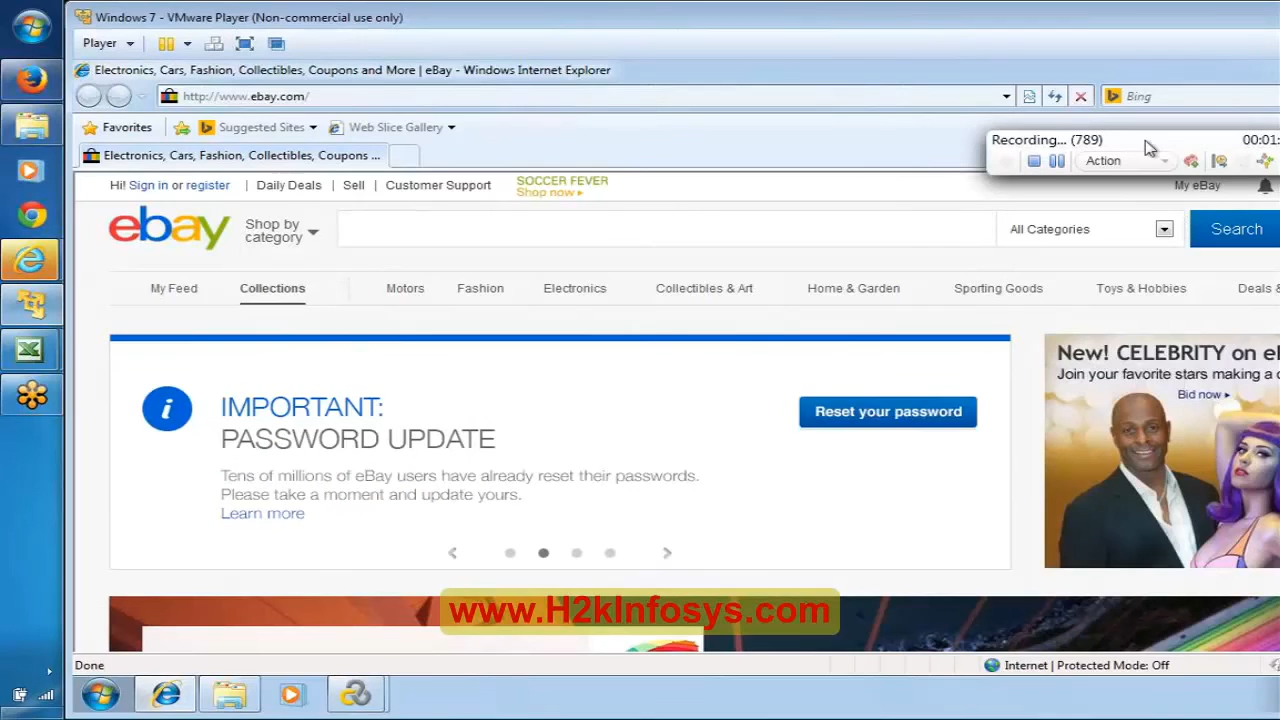 Windows 7 - VMware Player (Non-commercial use only)
Player
Electronics, Cars, Fashion, Collectibles, Coupons and More | eBay - Windows Internet Explorer
http://www.ebay.com/
Bing
Favorites Suggested Sites Web Slice Gallery
Recording... (789) 00:01:
Electronics, Cars, Fashion, Collectibles, Coupons ...
Action
Hi! Sign in or register Daily Deals Sell Customer Support
SOCCER FEVER
Shop now
My eBay
ebay
Shop by
category
All Categories
Search
My Feed Collections Motors Fashion Electronics Collectibles & Art Home & Garden Sporting Goods Toys & Hobbies Deals &
IMPORTANT:
PASSWORD UPDATE
Tens of millions of eBay users have already reset their passwords.
Please take a moment and update yours.
Learn more
Reset your password
New! CELEBRITY on e
Join your favorite stars making a
Bid now
www.H2kInfosys.com
Done
Internet | Protected Mode: Off